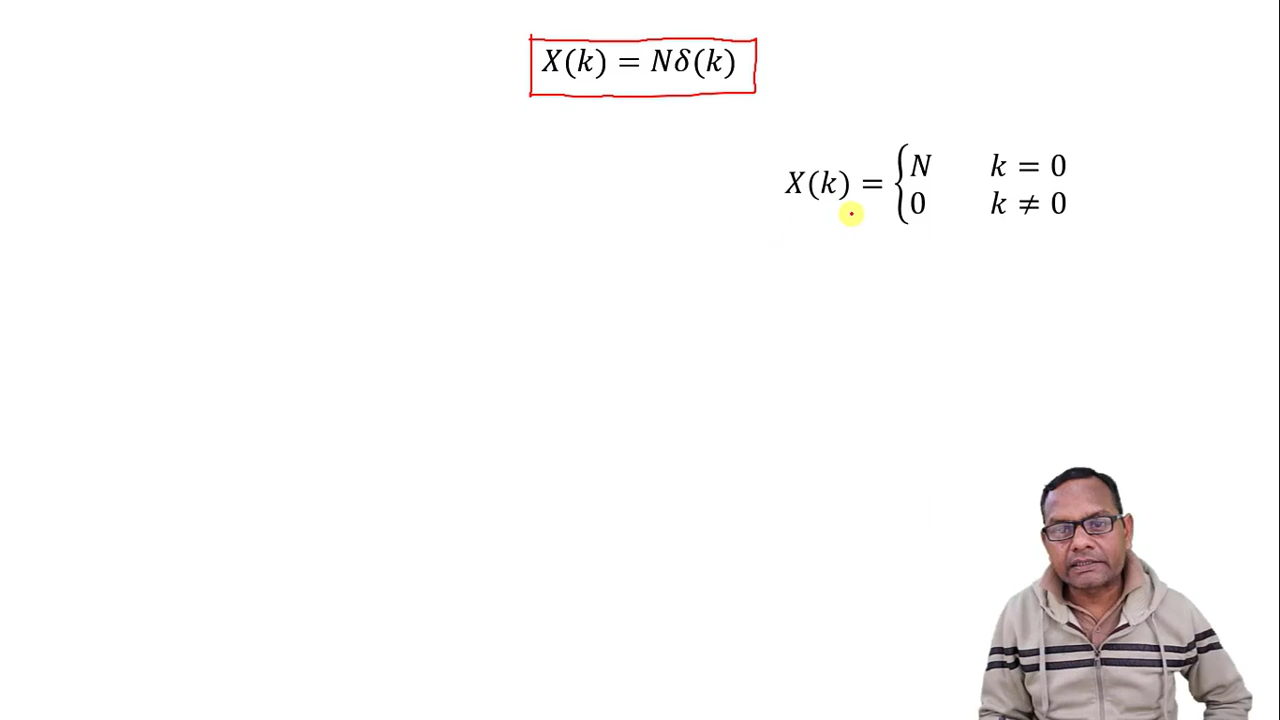 X(k) = Nδ(k)
X(k) = {N k = 0
0 k ≠ 0